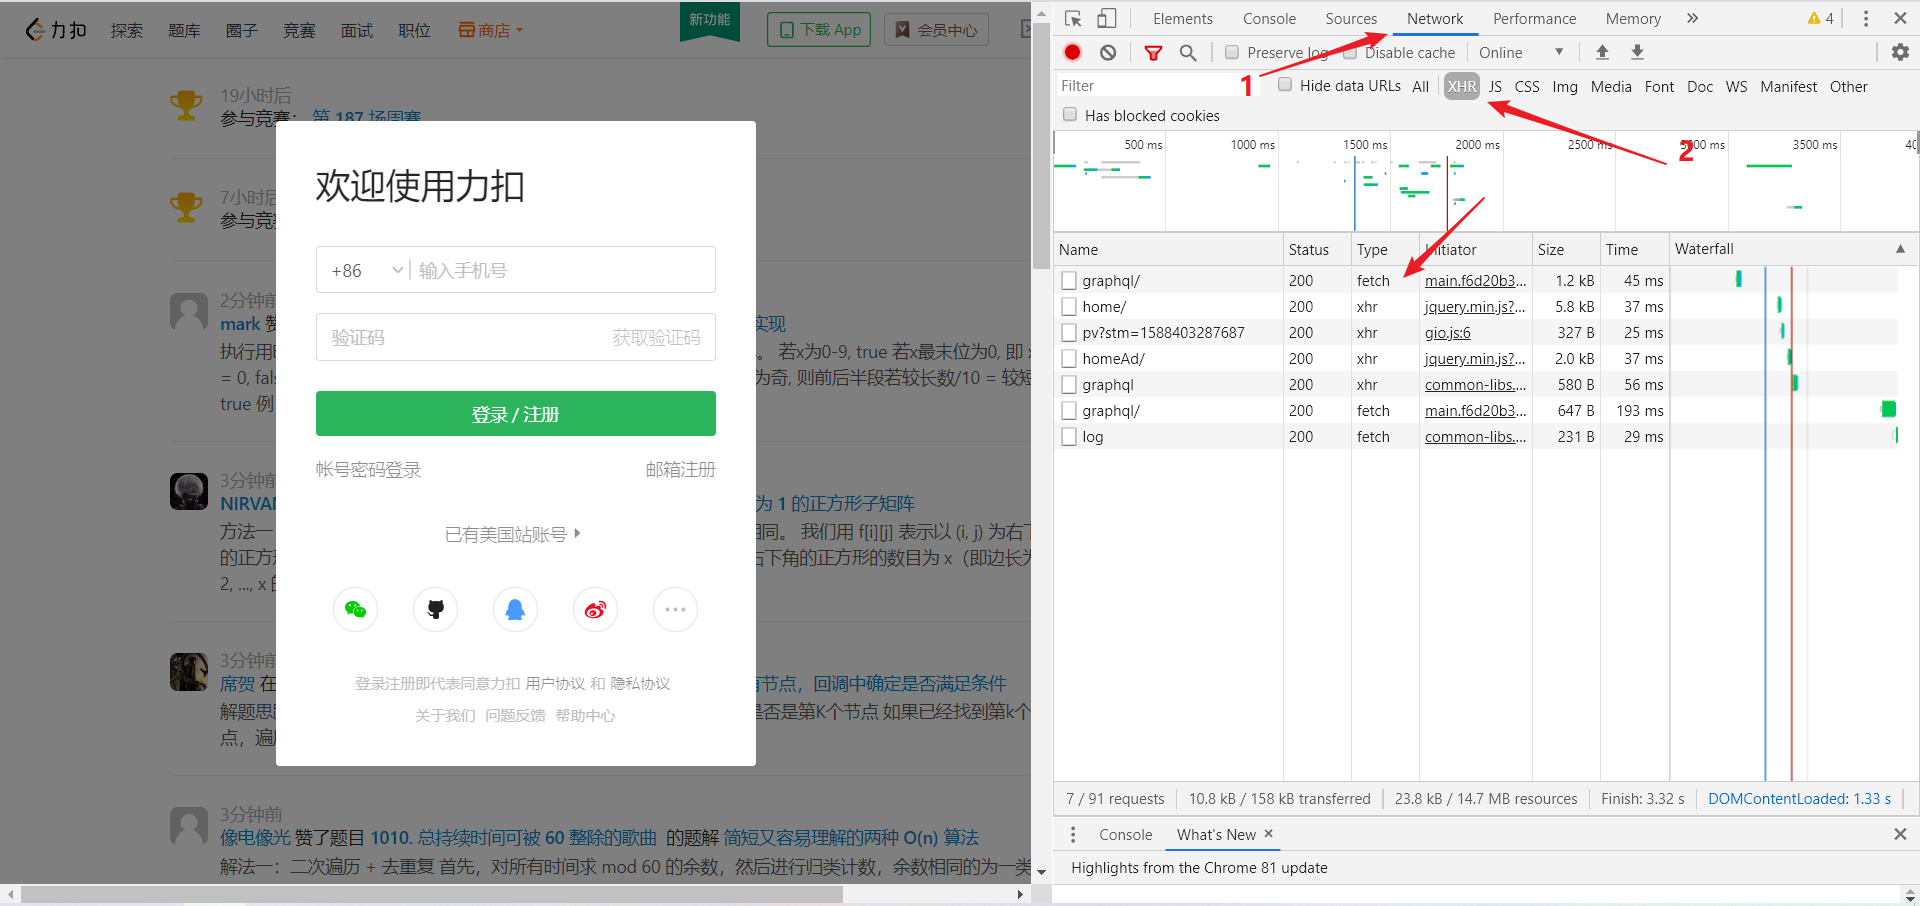 力扣 探索 题库 圈子 竞赛 面试 职位 商店 新功能 下载 App 会员中心
19小时后
参与竞赛： 第 187 场周赛
7小时后
参与竞赛
2分钟前
mark 赞 实现
执行用时 。 若x为0-9, true 若x最末位为0, 即
= 0, false 为奇, 则前后半段若较长数/10 = 较短
true 例
3分钟前
NIRVAN 为 1 的正方形子矩阵
方法一 相同。 我们用 f[i][j] 表示以 (i, j) 为右下
的正方形 右下角的正方形的数目为 x（即边长为
2, ..., x 的
3分钟前
席贺 在 节点，回调中确定是否满足条件
解题思路 是否是第K个节点 如果已经找到第k个
点，遍历
3分钟前
像电像光 赞了题目 1010. 总持续时间可被 60 整除的歌曲 的题解 简短又容易理解的两种 O(n) 算法
解法一：二次遍历 + 去重复 首先，对所有时间求 mod 60 的余数，然后进行归类计数，余数相同的为一类
欢迎使用力扣
+86 输入手机号
验证码 获取验证码
登录 / 注册
帐号密码登录 邮箱注册
已有美国站账号
登录注册即代表同意力扣 用户协议 和 隐私协议
关于我们 问题反馈 帮助中心
Elements Console Sources Network Performance Memory 4
Preserve log Disable cache Online
1
Filter Hide data URLs All XHR JS CSS Img Media Font Doc WS Manifest Other
Has blocked cookies
2
500 ms 1000 ms 1500 ms 2000 ms 2500 ms 3000 ms 3500 ms 40
Name Status Type Initiator Size Time Waterfall
graphql/ 200 fetch main.f6d20b3... 1.2 kB 45 ms
home/ 200 xhr jquery.min.js?... 5.8 kB 37 ms
pv?stm=1588403287687 200 xhr gio.js:6 327 B 25 ms
homeAd/ 200 xhr jquery.min.js?... 2.0 kB 37 ms
graphql 200 xhr common-libs.... 580 B 56 ms
graphql/ 200 fetch main.f6d20b3... 647 B 193 ms
log 200 fetch common-libs.... 231 B 29 ms
7 / 91 requests 10.8 kB / 158 kB transferred 23.8 kB / 14.7 MB resources Finish: 3.32 s DOMContentLoaded: 1.33 s
Console What's New
Highlights from the Chrome 81 update